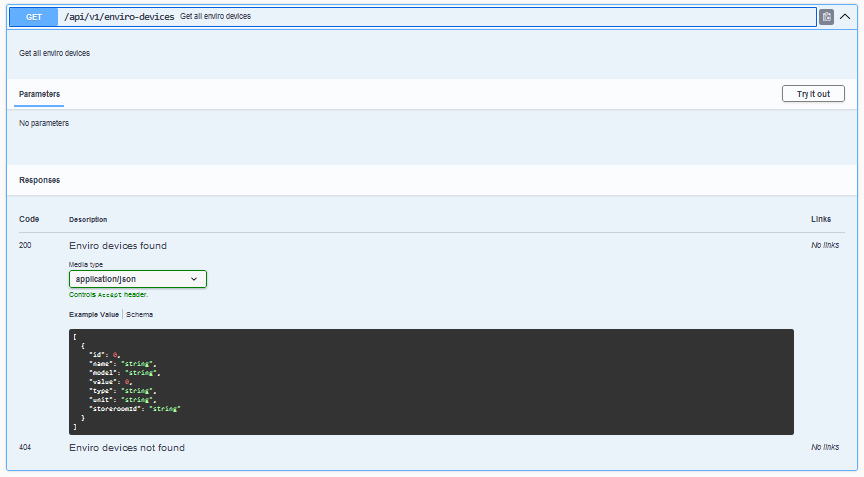 GET /api/v1/enviro-devices Get all enviro devices
Get all enviro devices
Parameters Try it out
No parameters
Responses
Code Description Links
200 Enviro devices found No links
Media type
application/json
Controls Accept header.
Example Value | Schema
[
  {
    "id": 0,
    "name": "string",
    "model": "string",
    "value": 0,
    "type": "string",
    "unit": "string",
    "storeroomId": "string"
  }
]
404 Enviro devices not found No links